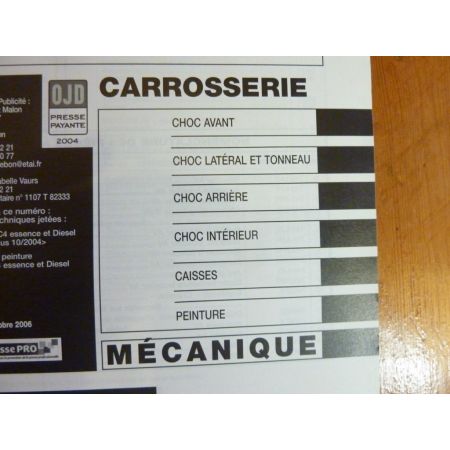 OJD
PRESSE
PAYANTE
2004
Publicité :
Malon
2 21
0 77
ebon@etai.fr
abelle Vaurs
2 21
taire n° 1107 T 82333
à ce numéro :
echniques jetées :
C4 essence et Diesel
us 10/2004>
peinture
essence et Diesel
obre 2006
sse PRO
CARROSSERIE
CHOC AVANT
CHOC LATÉRAL ET TONNEAU
CHOC ARRIÈRE
CHOC INTÉRIEUR
CAISSES
PEINTURE
MÉCANIQUE